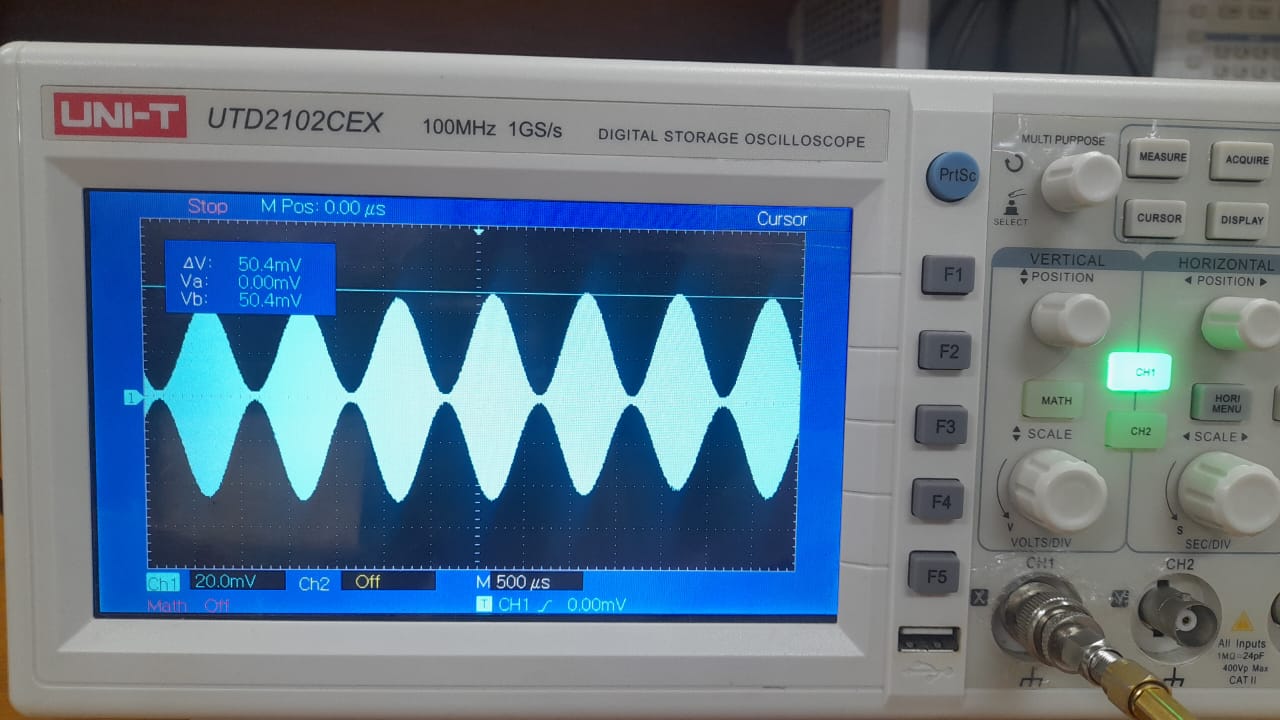 UNI-T UTD2102CEX 100MHz 1GS/s DIGITAL STORAGE OSCILLOSCOPE
Stop M Pos: 0.00 μs Cursor
ΔV: 50.4mV
Va: 0.00mV
Vb: 50.4mV
1
Ch1 20.0mV Ch2 Off M 500 μs
Math Off T CH1 0.00mV
PrtSc
F1
F2
F3
F4
F5
MULTI PURPOSE
SELECT
MEASURE
ACQUIRE
CURSOR
DISPLAY
VERTICAL
POSITION
HORIZONTAL
POSITION
CH1
MATH
HORI
MENU
CH2
SCALE
SCALE
V
VOLTS/DIV
S
SEC/DIV
CH1
CH2
X
Y
All Inputs
1MΩ=24pF
400Vp Max
CAT II